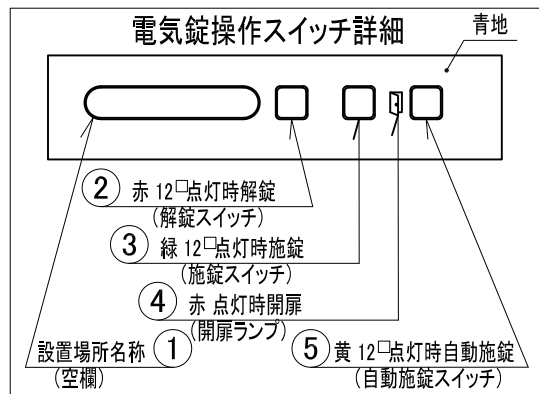 電気錠操作スイッチ詳細
青地
② 赤 12□点灯時解錠
(解錠スイッチ)
③ 緑 12□点灯時施錠
(施錠スイッチ)
④ 赤 点灯時開扉
(開扉ランプ)
設置場所名称 ①
(空欄)
⑤ 黄 12□点灯時自動施錠
(自動施錠スイッチ)